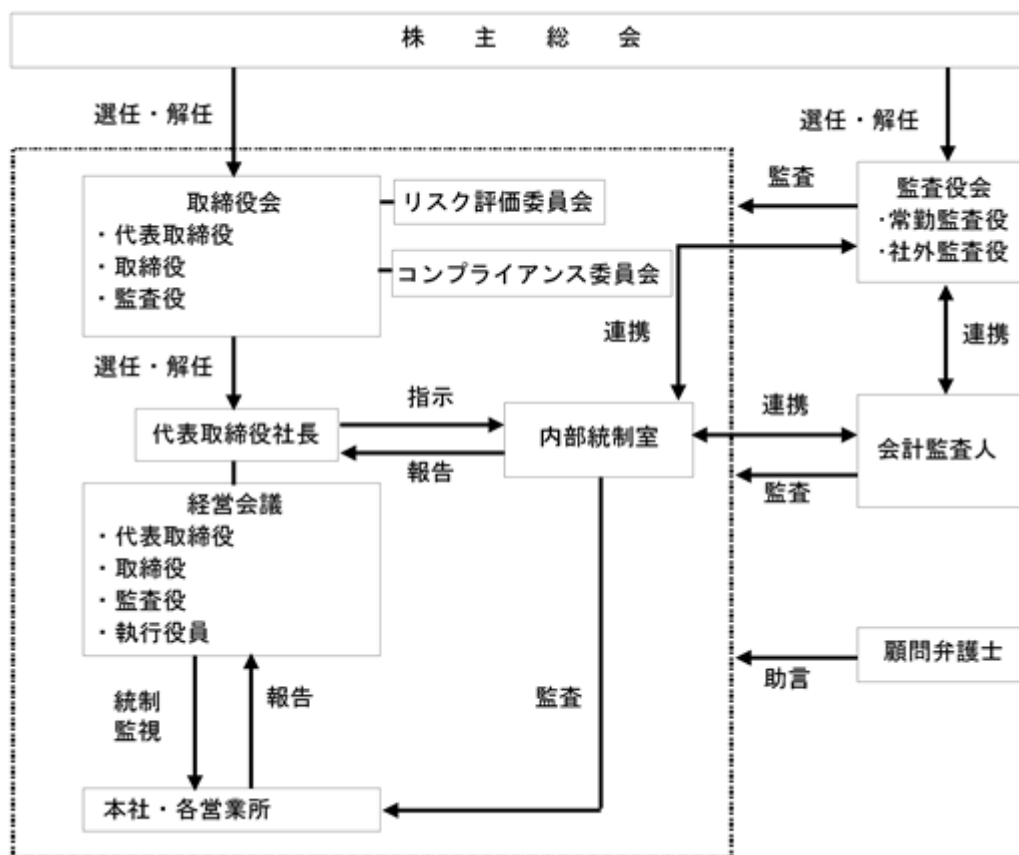 株 主 総 会
選任・解任
選任・解任
取締役会
・代表取締役
・取締役
・監査役
リスク評価委員会
コンプライアンス委員会
監査
監査役会
・常勤監査役
・社外監査役
連携
連携
選任・解任
代表取締役社長
指示
報告
内部統制室
連携
監査
会計監査人
経営会議
・代表取締役
・取締役
・監査役
・執行役員
顧問弁護士
助言
統制
監視
報告
監査
本社・各営業所